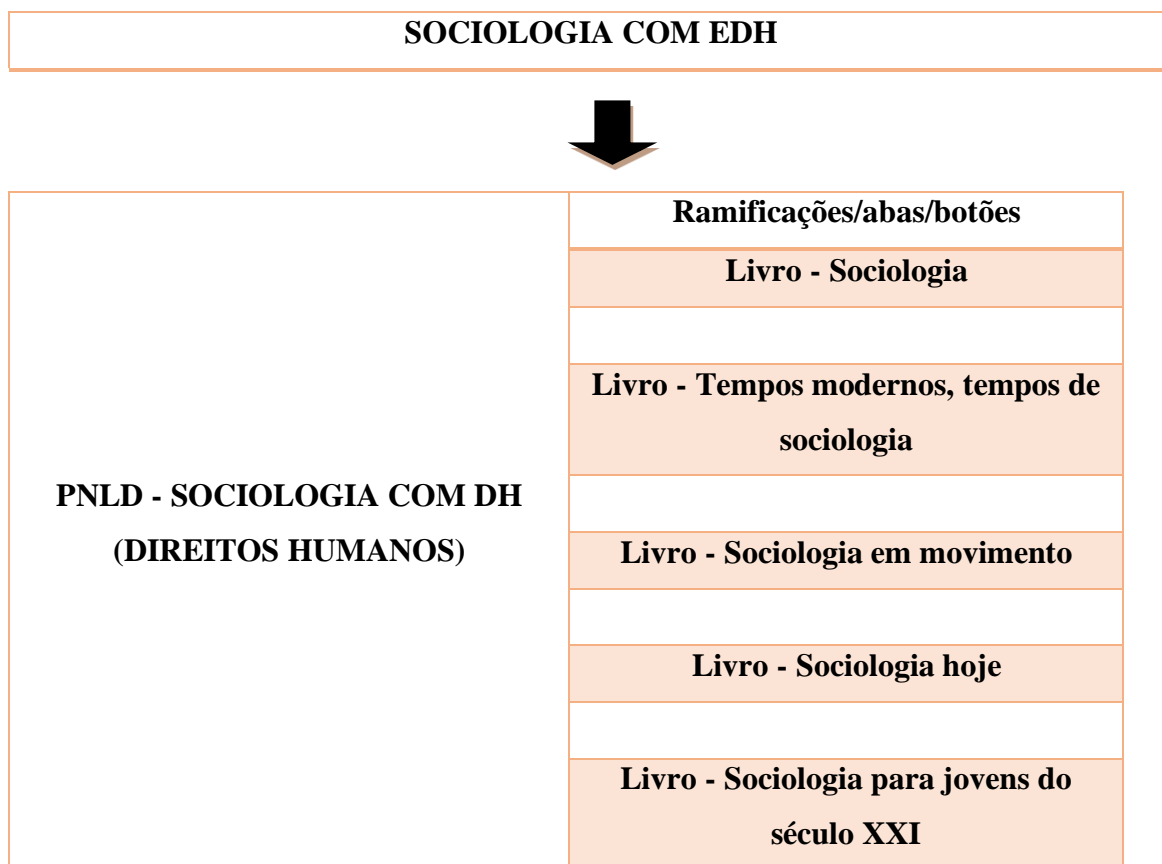 SOCIOLOGIA COM EDH
Ramificações/abas/botões
Livro - Sociologia
Livro - Tempos modernos, tempos de
sociologia
PNLD - SOCIOLOGIA COM DH
(DIREITOS HUMANOS)
Livro - Sociologia em movimento
Livro - Sociologia hoje
Livro - Sociologia para jovens do
século XXI